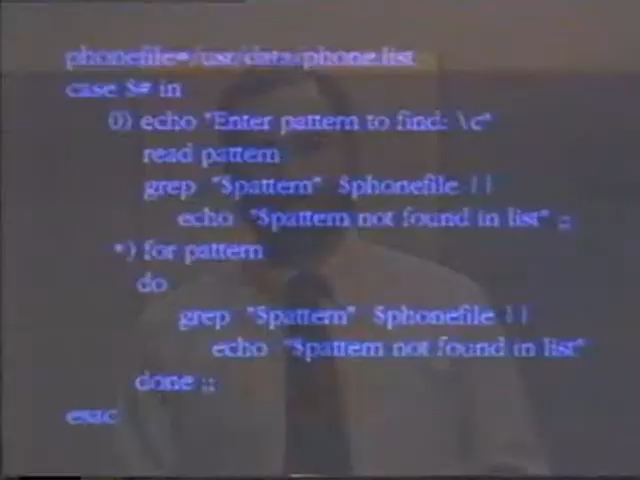 phonefile=/usr/data/phone.list
case $# in
0) echo "Enter pattern to find: \c"
read pattern
grep "$pattern" $phonefile ||
echo "$pattern not found in list" ;;
*) for pattern
do
grep "$pattern" $phonefile ||
echo "$pattern not found in list"
done ;;
esac